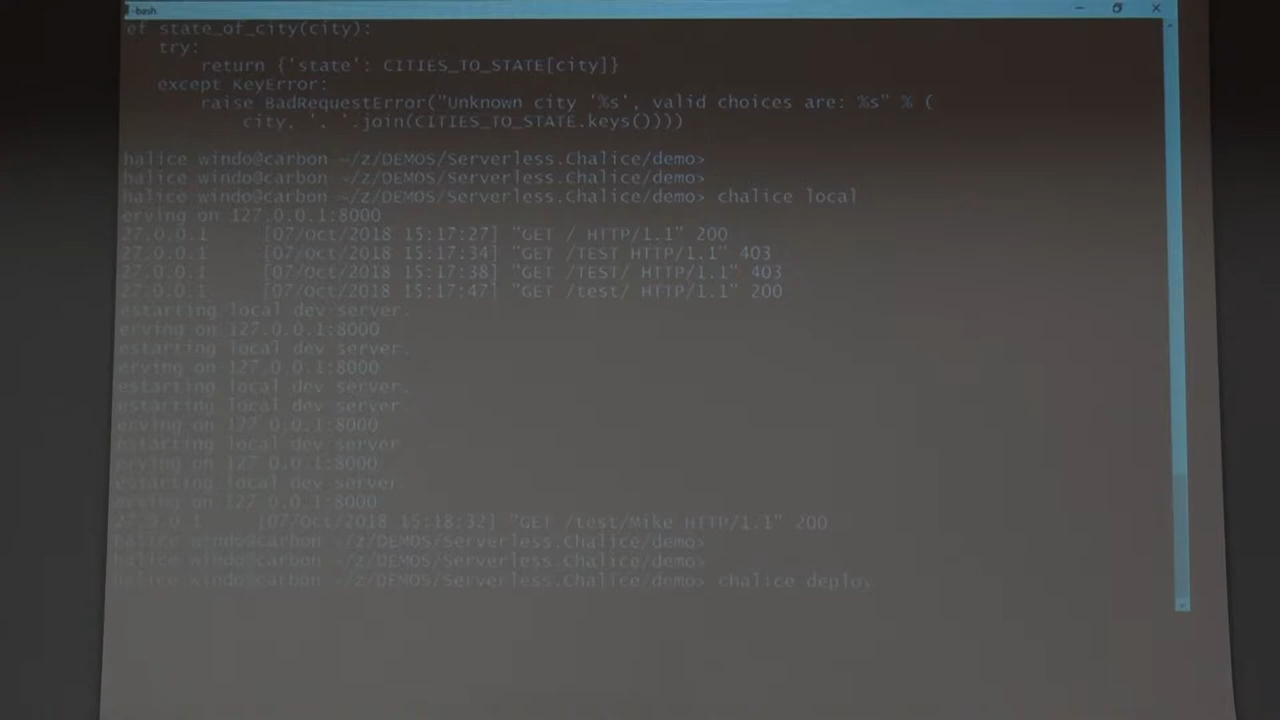 -bash
ef state_of_city(city):
try:
return {'state': CITIES_TO_STATE[city]}
except KeyError:
raise BadRequestError("Unknown city '%s', valid choices are: %s" % (
city, ', '.join(CITIES_TO_STATE.keys())))
halice windo@carbon ~/z/DEMOS/Serverless.Chalice/demo>
halice windo@carbon ~/z/DEMOS/Serverless.Chalice/demo>
halice windo@carbon ~/z/DEMOS/Serverless.Chalice/demo> chalice local
erving on 127.0.0.1:8000
27.0.0.1 [07/Oct/2018 15:17:27] "GET / HTTP/1.1" 200
27.0.0.1 [07/Oct/2018 15:17:34] "GET /TEST HTTP/1.1" 403
27.0.0.1 [07/Oct/2018 15:17:38] "GET /TEST/ HTTP/1.1" 403
27.0.0.1 [07/Oct/2018 15:17:47] "GET /test/ HTTP/1.1" 200
estarting local dev server.
erving on 127.0.0.1:8000
estarting local dev server.
erving on 127.0.0.1:8000
estarting local dev server.
estarting local dev server.
erving on 127.0.0.1:8000
estarting local dev server.
erving on 127.0.0.1:8000
estarting local dev server.
erving on 127.0.0.1:8000
27.0.0.1 [07/Oct/2018 15:18:32] "GET /test/Mike HTTP/1.1" 200
halice windo@carbon ~/z/DEMOS/Serverless.Chalice/demo>
halice windo@carbon ~/z/DEMOS/Serverless.Chalice/demo>
halice windo@carbon ~/z/DEMOS/Serverless.Chalice/demo> chalice deploy